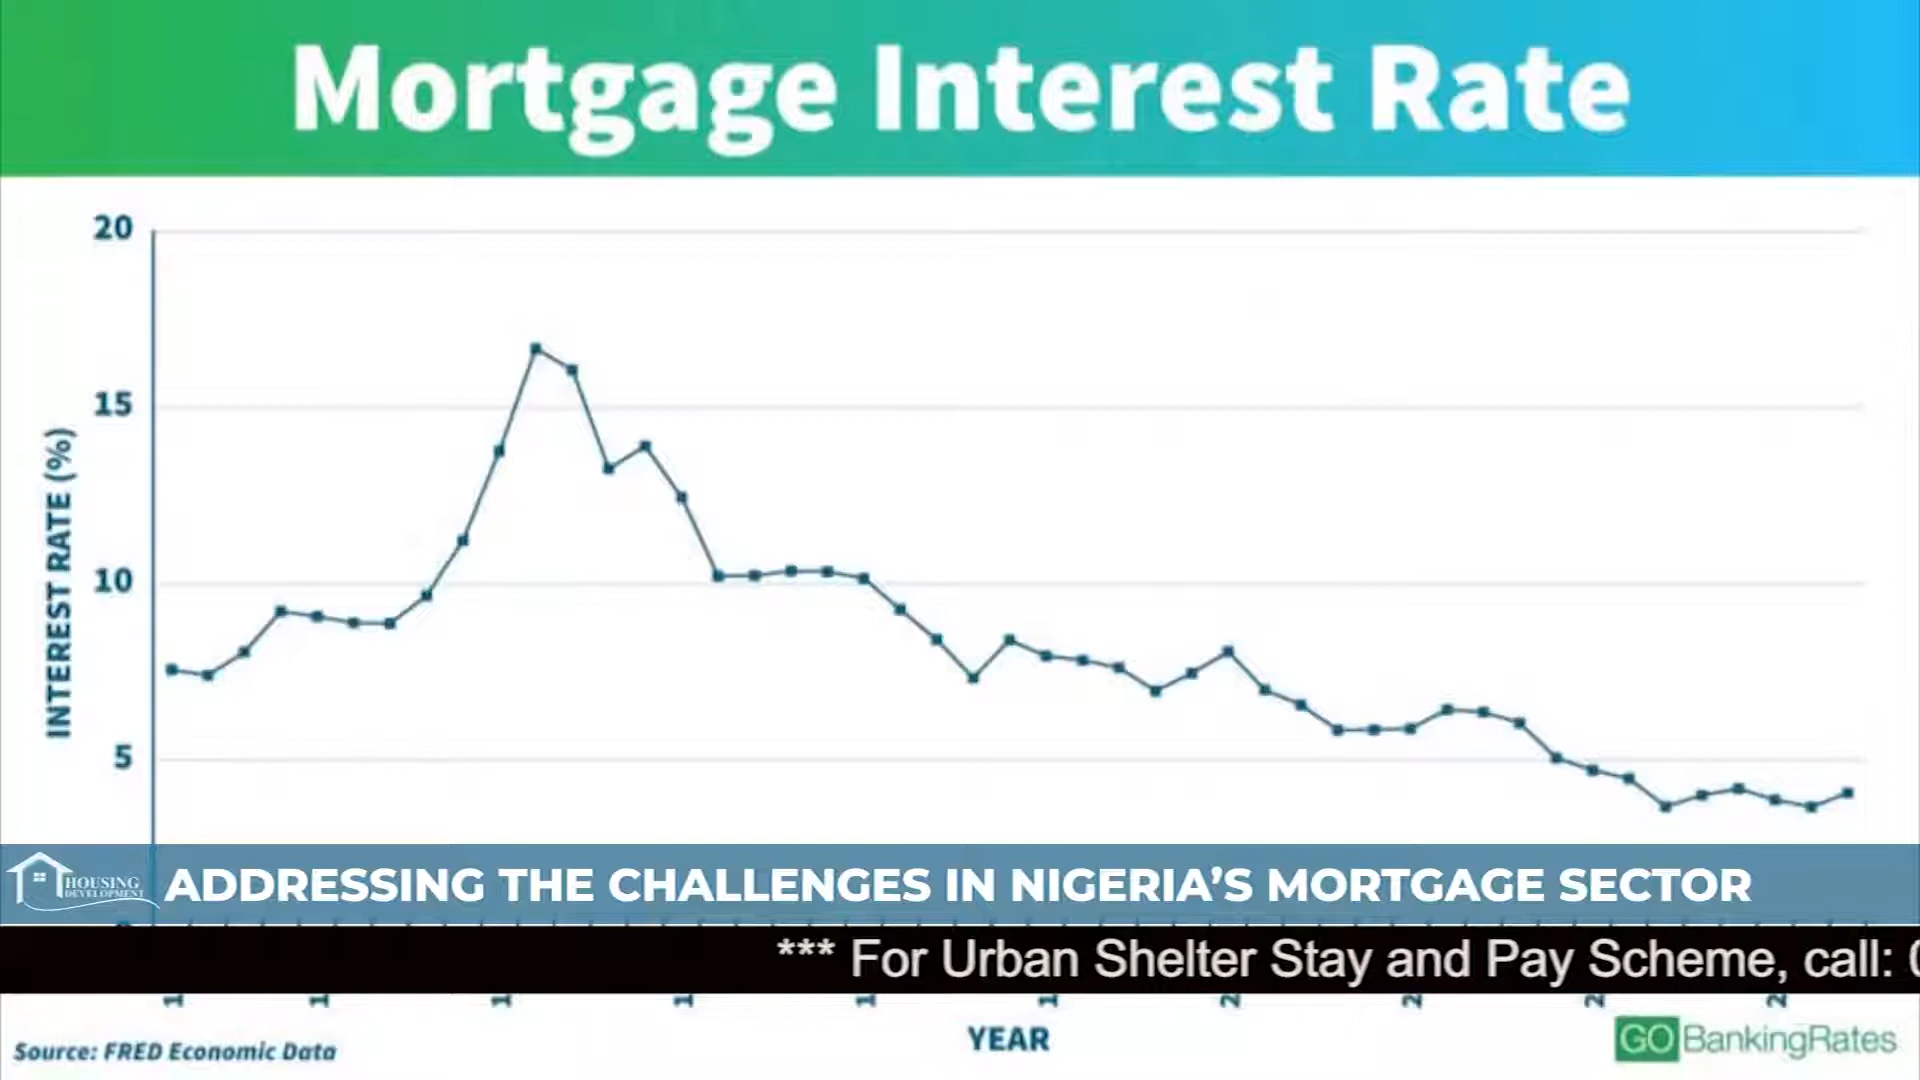 Mortgage Interest Rate
20
15
10
5
INTEREST RATE (%)
HOUSING
DEVELOPMENT
ADDRESSING THE CHALLENGES IN NIGERIA'S MORTGAGE SECTOR
*** For Urban Shelter Stay and Pay Scheme, call:
YEAR
Source: FRED Economic Data
GOBankingRates